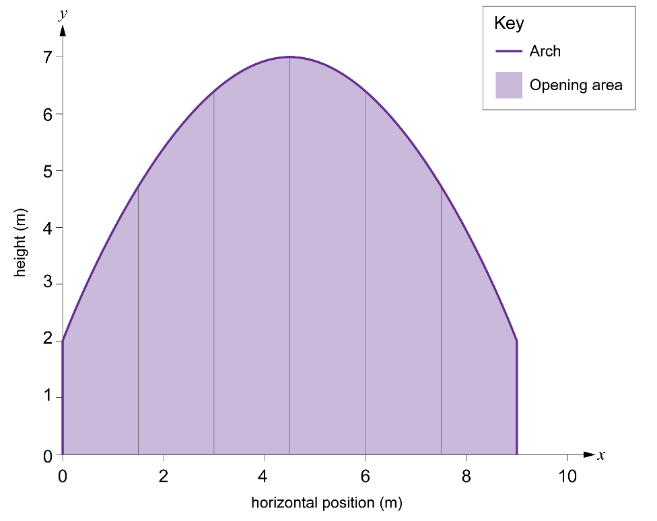 y
Key
Arch
Opening area
7
6
5
4
3
2
1
0
height (m)
0 2 4 6 8 10 x
horizontal position (m)